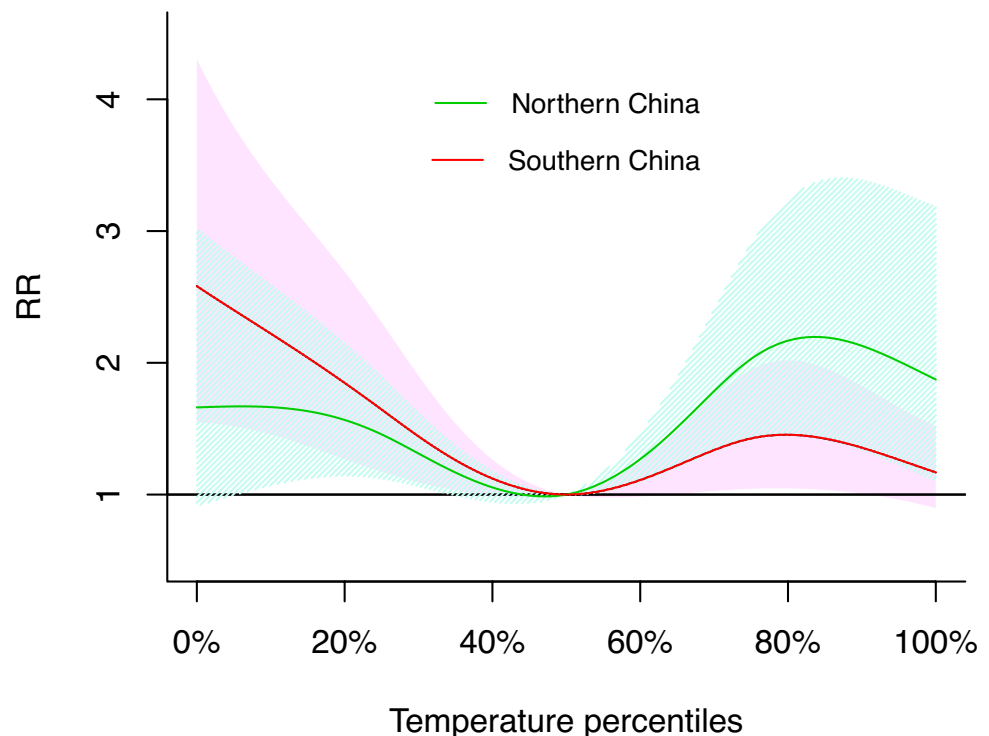 4
3
2
1
RR
Northern China
Southern China
0% 20% 40% 60% 80% 100%
Temperature percentiles